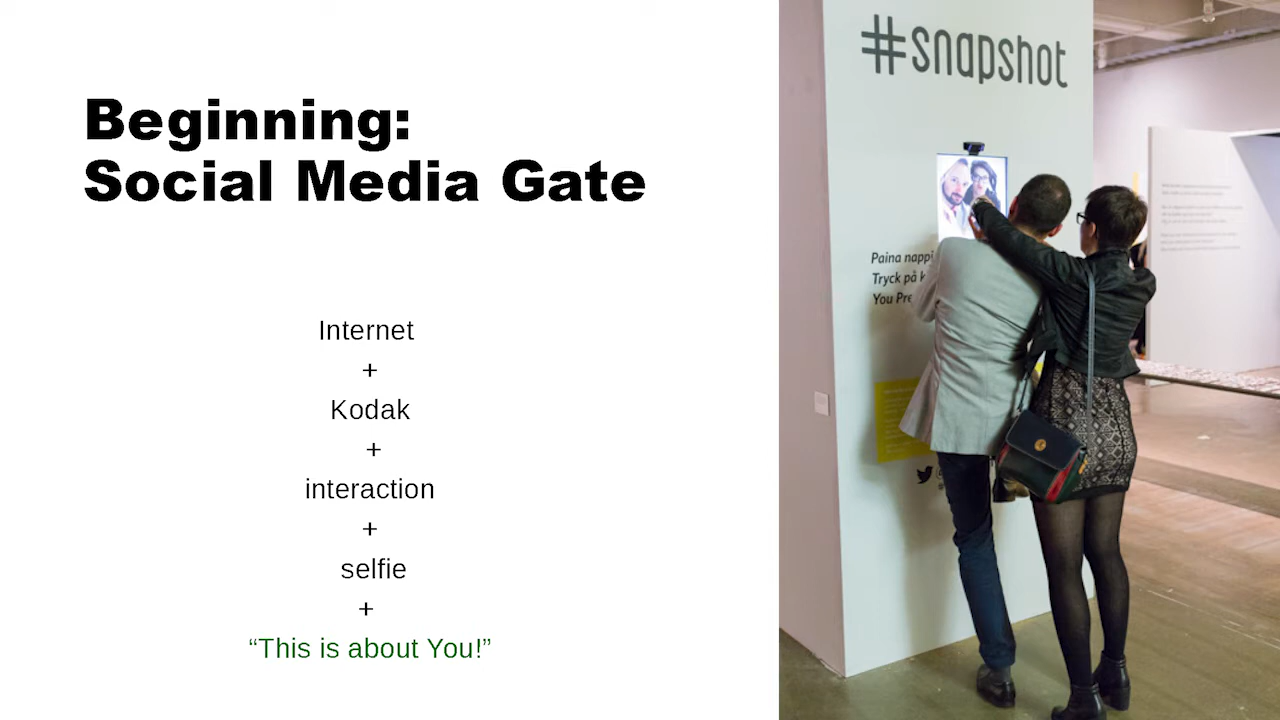 Beginning:
Social Media Gate
Internet
+
Kodak
+
interaction
+
selfie
+
“This is about You!”
#snapshot
Paina nappi
Tryck på k
You Pre